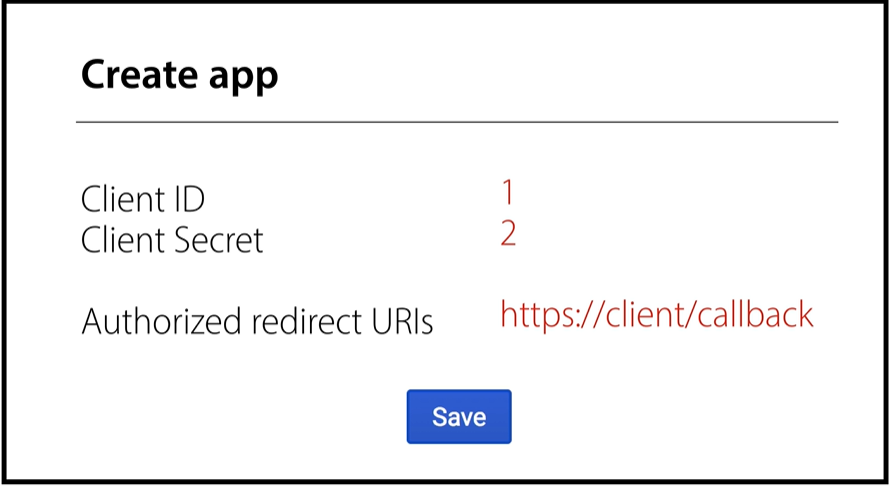 Create app
Client ID 1
Client Secret 2
Authorized redirect URIs https://client/callback
Save